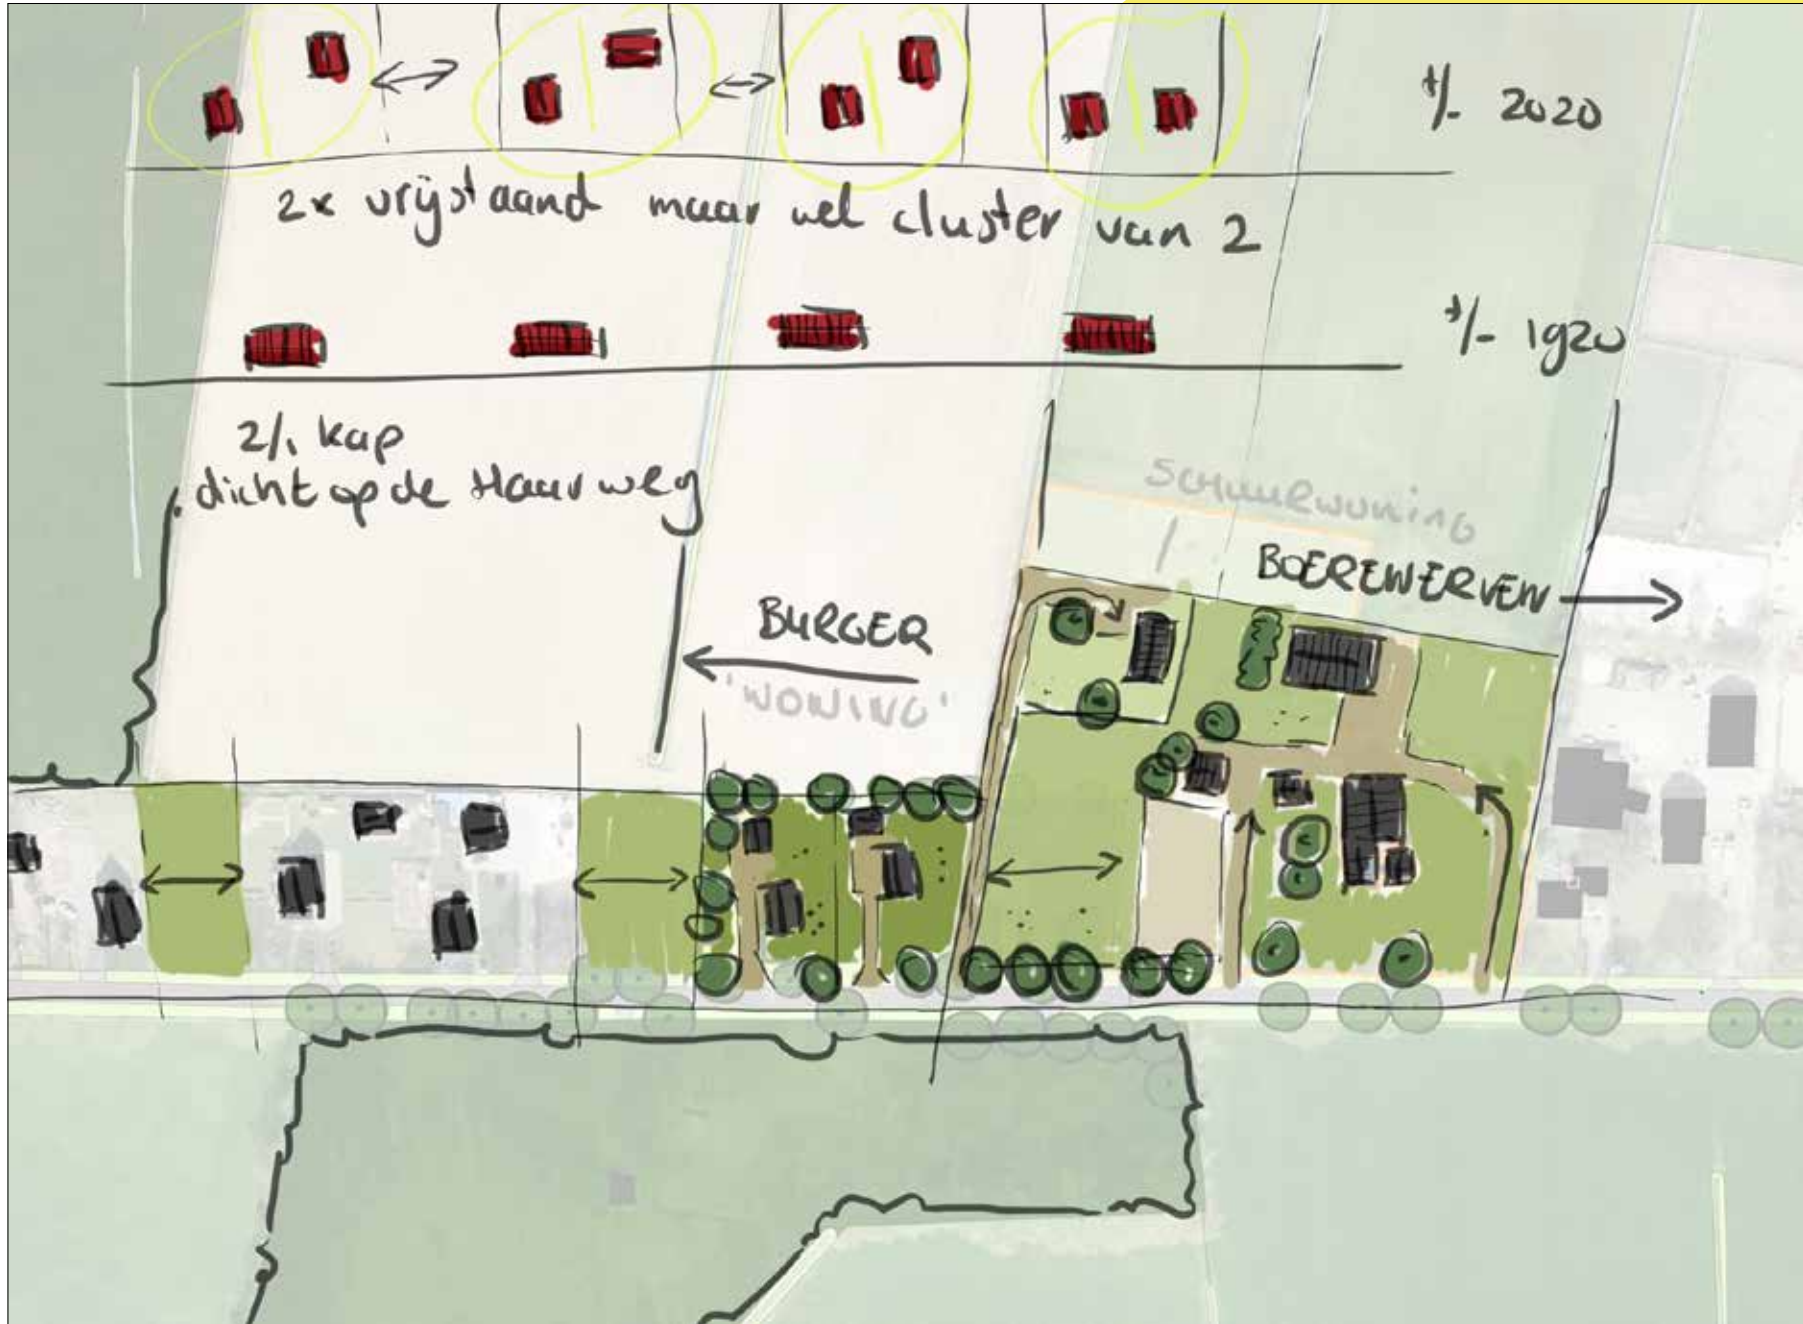 +/- 2020
2x vrijstaand maar wel cluster van 2
+/- 1920
2/1 kap
dicht op de Haarweg
SCHUURWONING
BOERENERVEN
BURGER
'WONING'